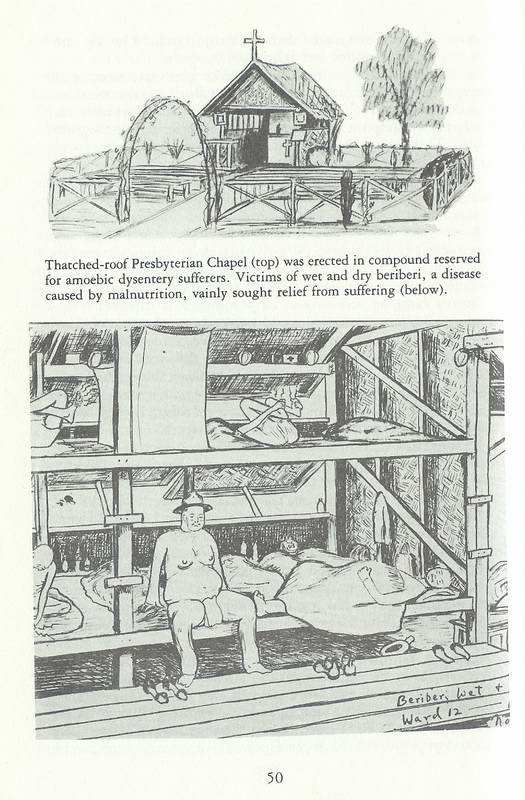 Thatched-roof Presbyterian Chapel (top) was erected in compound reserved
for amoebic dysentery sufferers. Victims of wet and dry beriberi, a disease
caused by malnutrition, vainly sought relief from suffering (below).
Beriberi, Wet +
Ward 12
50